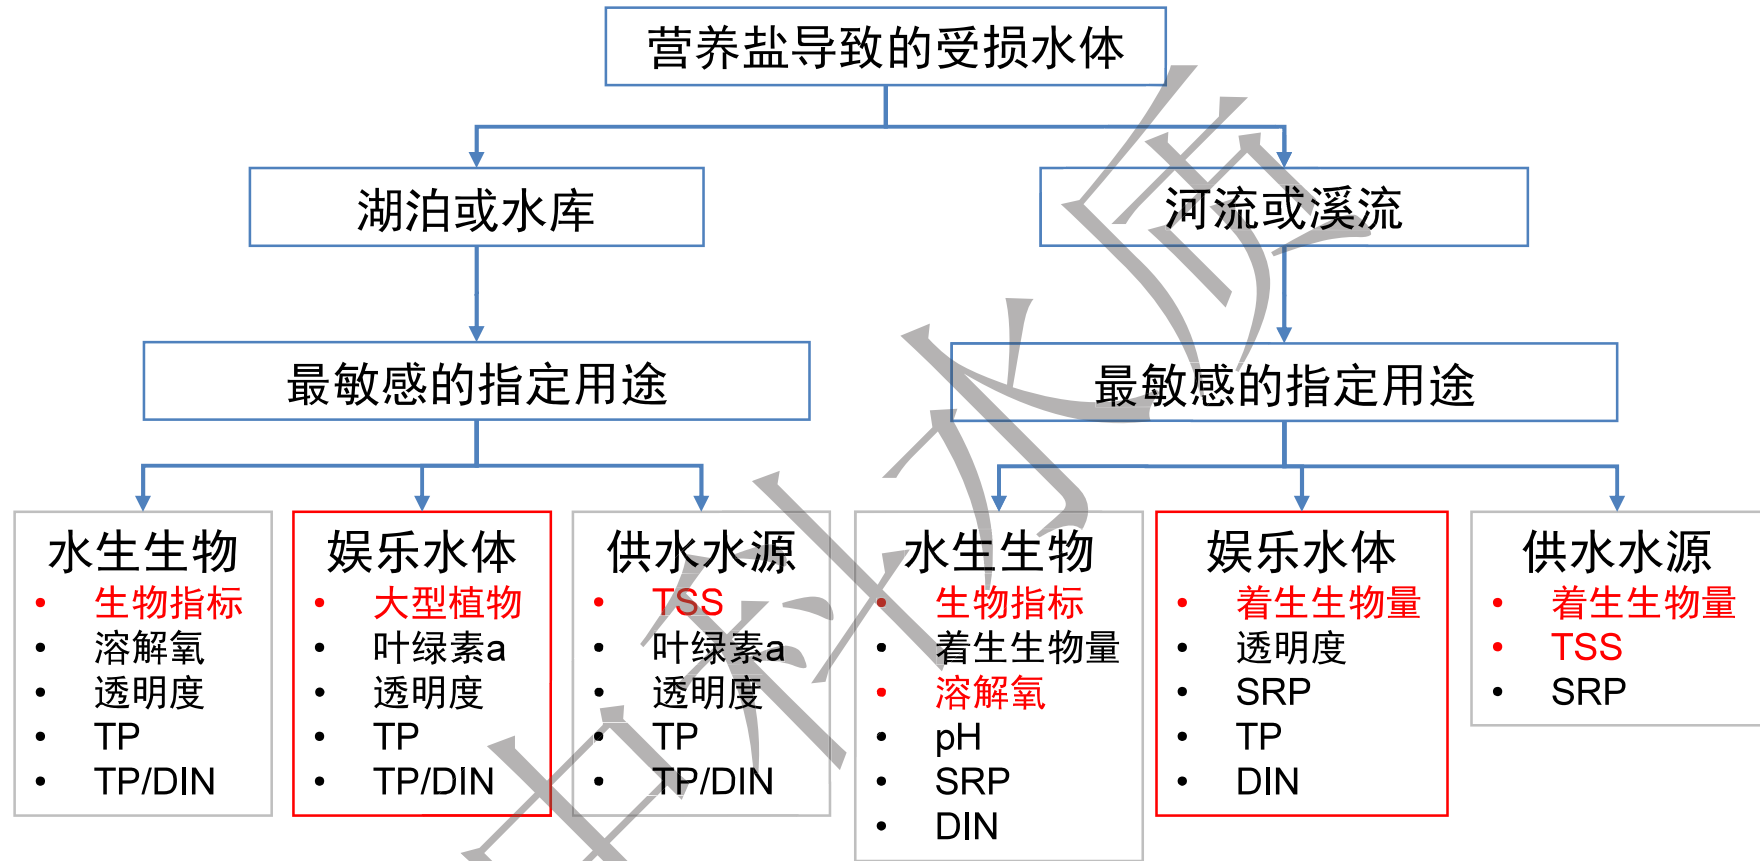 营养盐导致的受损水体
湖泊或水库
河流或溪流
最敏感的指定用途
最敏感的指定用途
水生生物
• 生物指标
• 溶解氧
• 透明度
• TP
• TP/DIN
娱乐水体
• 大型植物
• 叶绿素a
• 透明度
• TP
• TP/DIN
供水水源
• TSS
• 叶绿素a
• 透明度
• TP
• TP/DIN
水生生物
• 生物指标
• 着生生物量
• 溶解氧
• pH
• SRP
• DIN
娱乐水体
• 着生生物量
• 透明度
• SRP
• TP
• DIN
供水水源
• 着生生物量
• TSS
• SRP
中科水质